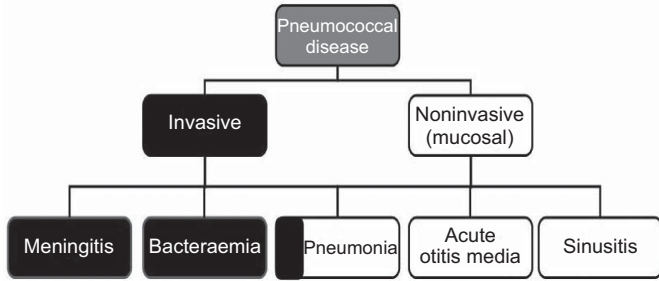 Pneumococcal
disease
Invasive
Noninvasive
(mucosal)
Meningitis
Bacteraemia
Pneumonia
Acute
otitis media
Sinusitis